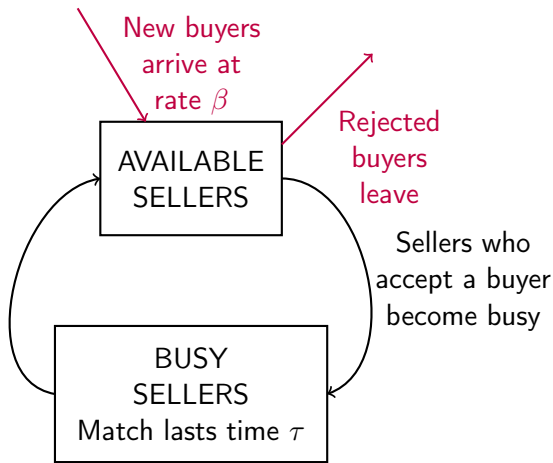 New buyers
arrive at
rate β
AVAILABLE
SELLERS
Rejected
buyers
leave
Sellers who
accept a buyer
become busy
BUSY
SELLERS
Match lasts time τ